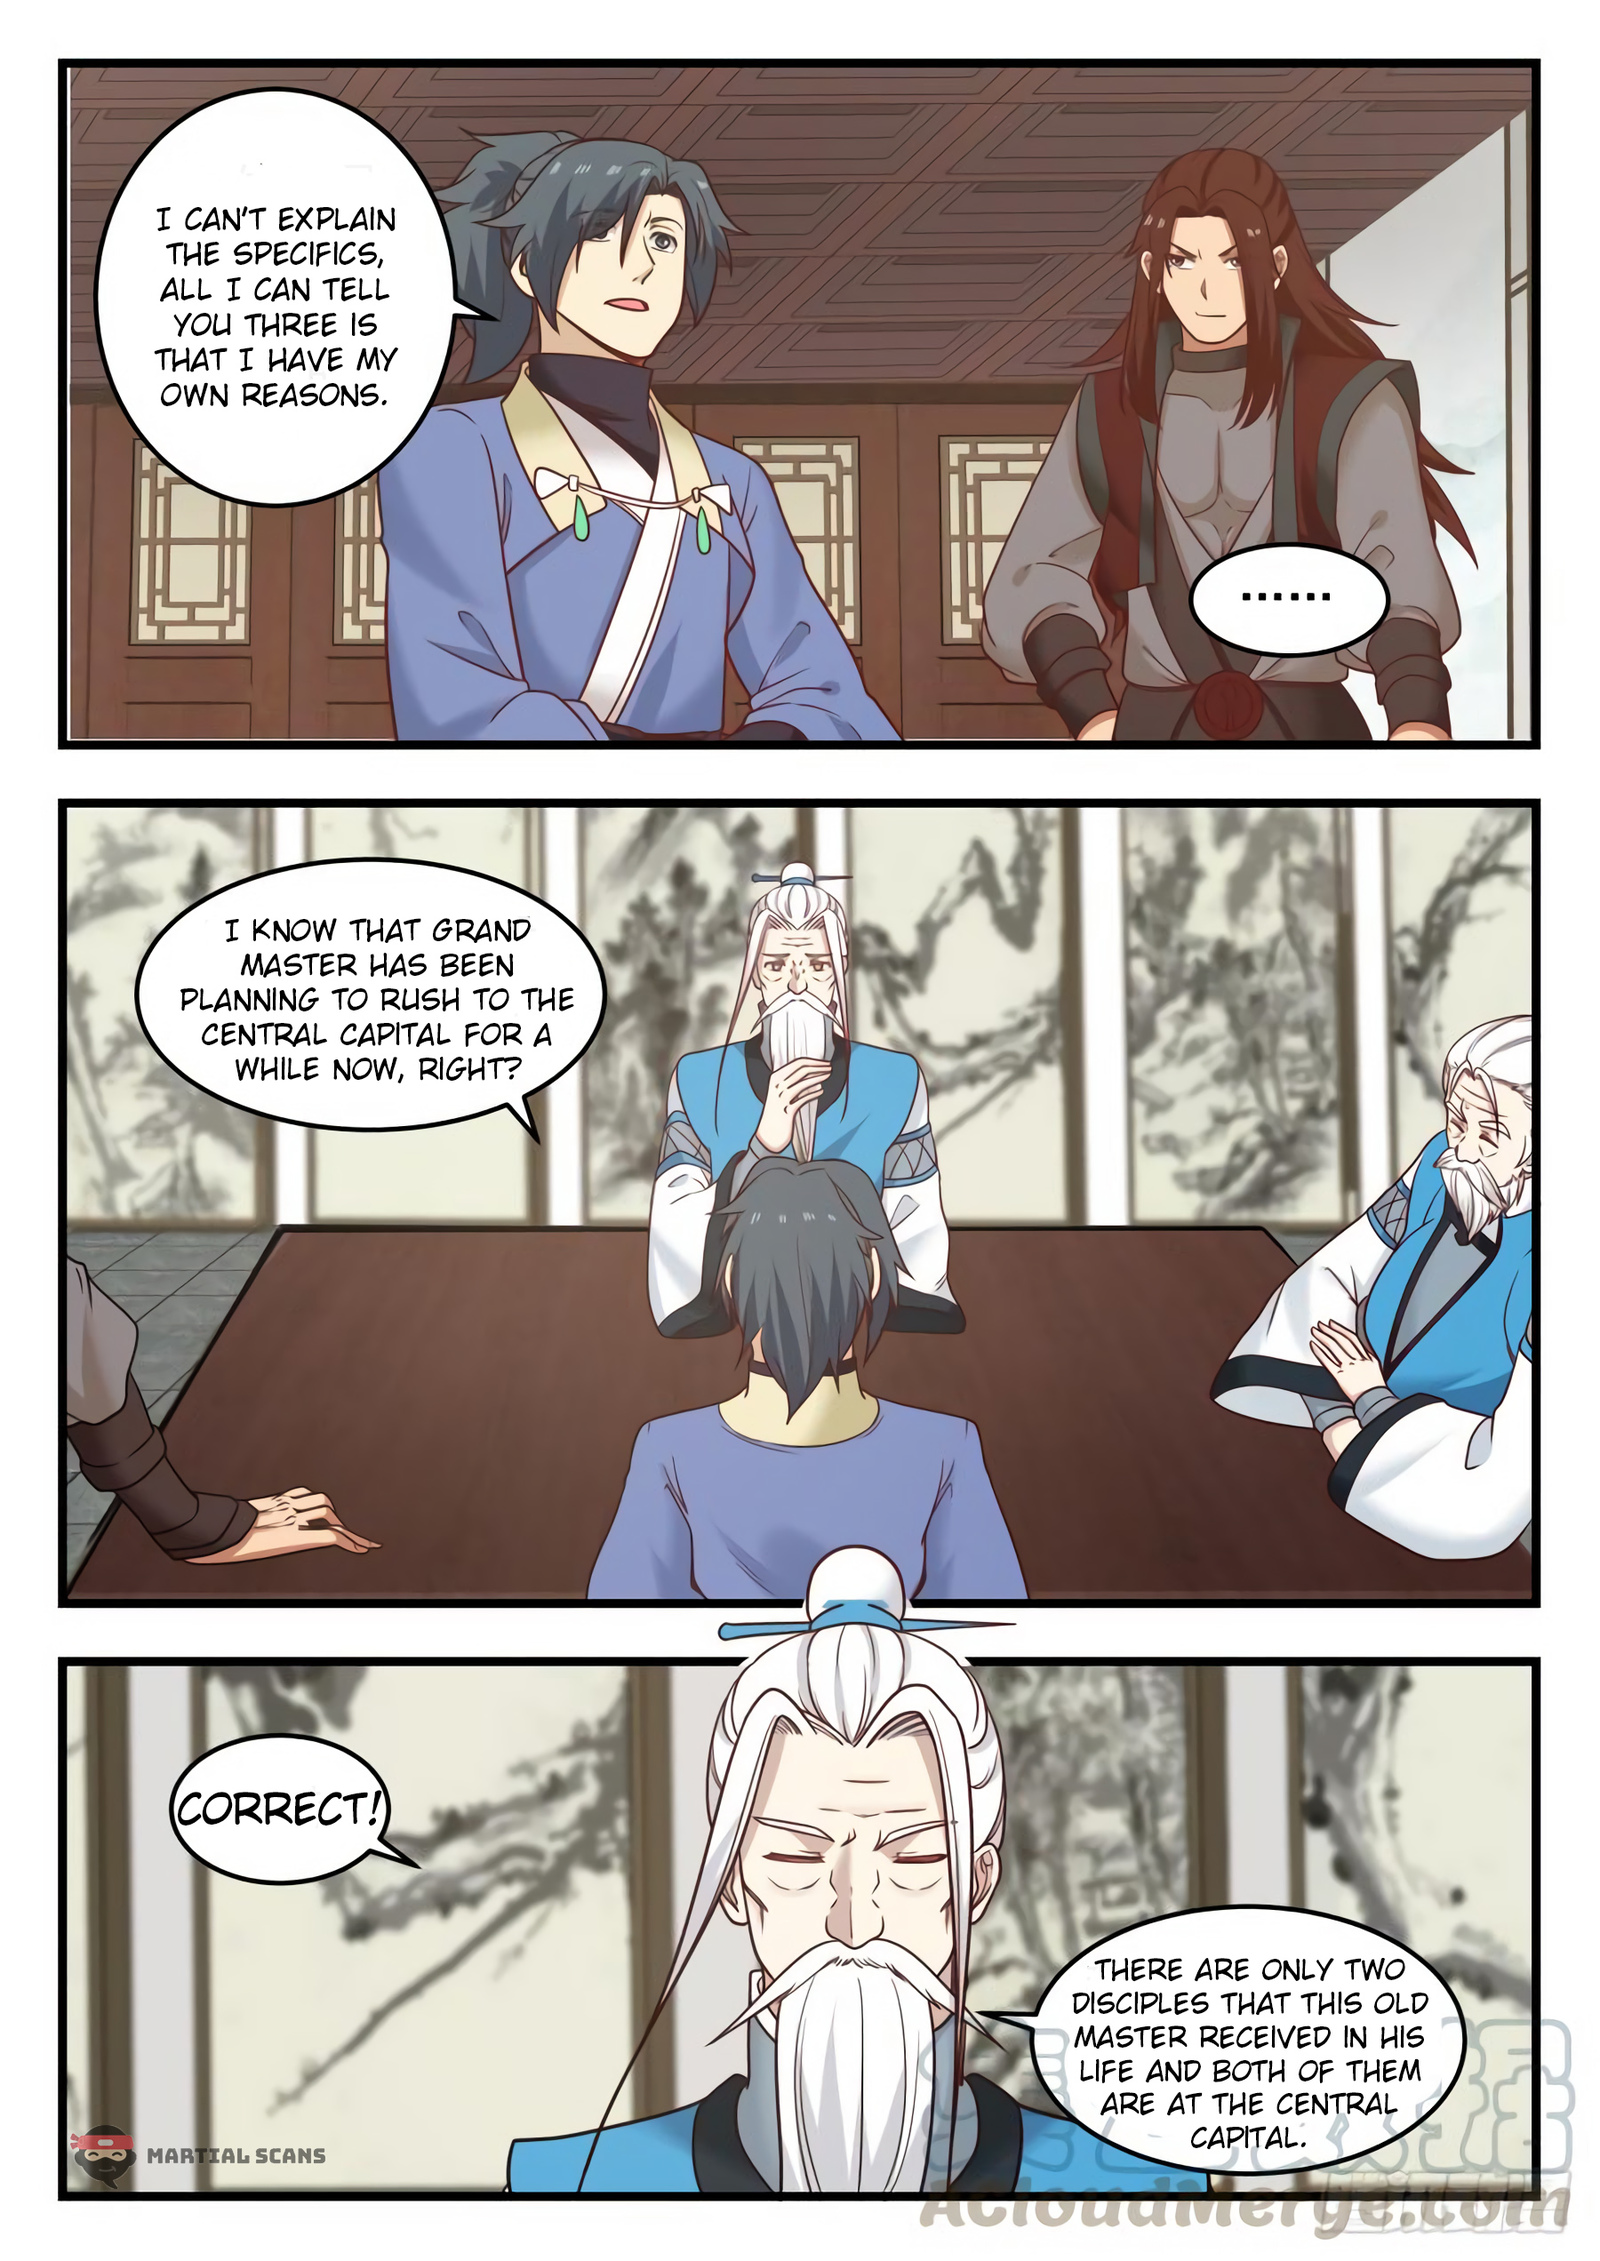 I CAN'T EXPLAIN
THE SPECIFICS,
ALL I CAN TELL
YOU THREE IS
THAT I HAVE MY
OWN REASONS.
......
I KNOW THAT GRAND
MASTER HAS BEEN
PLANNING TO RUSH TO THE
CENTRAL CAPITAL FOR A
WHILE NOW, RIGHT?
CORRECT!
THERE ARE ONLY TWO
DISCIPLES THAT THIS OLD
MASTER RECEIVED IN HIS
LIFE AND BOTH OF THEM
ARE AT THE CENTRAL
CAPITAL.
MARTIAL SCANS
ACloudMerge.com